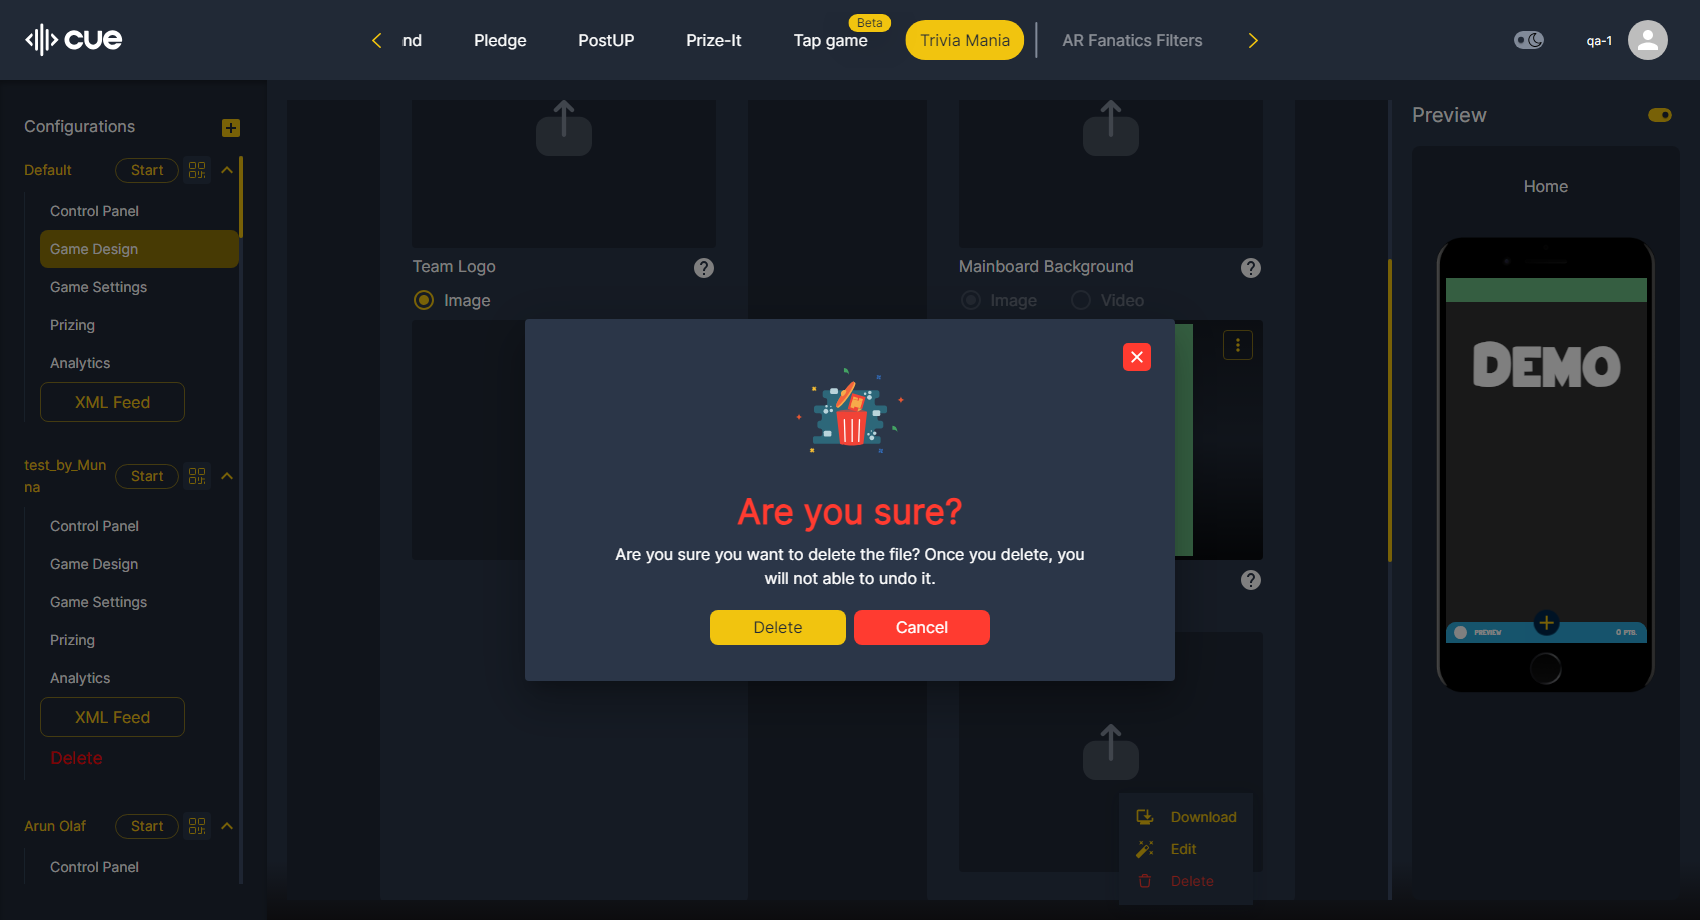 cue
nd
Pledge
PostUP
Prize-It
Tap game
Beta
Trivia Mania
AR Fanatics Filters
qa-1
Configurations
Default
Start
Control Panel
Game Design
Game Settings
Prizing
Analytics
XML Feed
test_by_Mun
na
Start
Control Panel
Game Design
Game Settings
Prizing
Analytics
XML Feed
Delete
Arun Olaf
Start
Control Panel
Team Logo
Image
Mainboard Background
Image
Video
Are you sure?
Are you sure you want to delete the file? Once you delete, you
will not able to undo it.
Delete
Cancel
Download
Edit
Delete
Preview
Home
DEMO
PREVIEW
0 PTS.